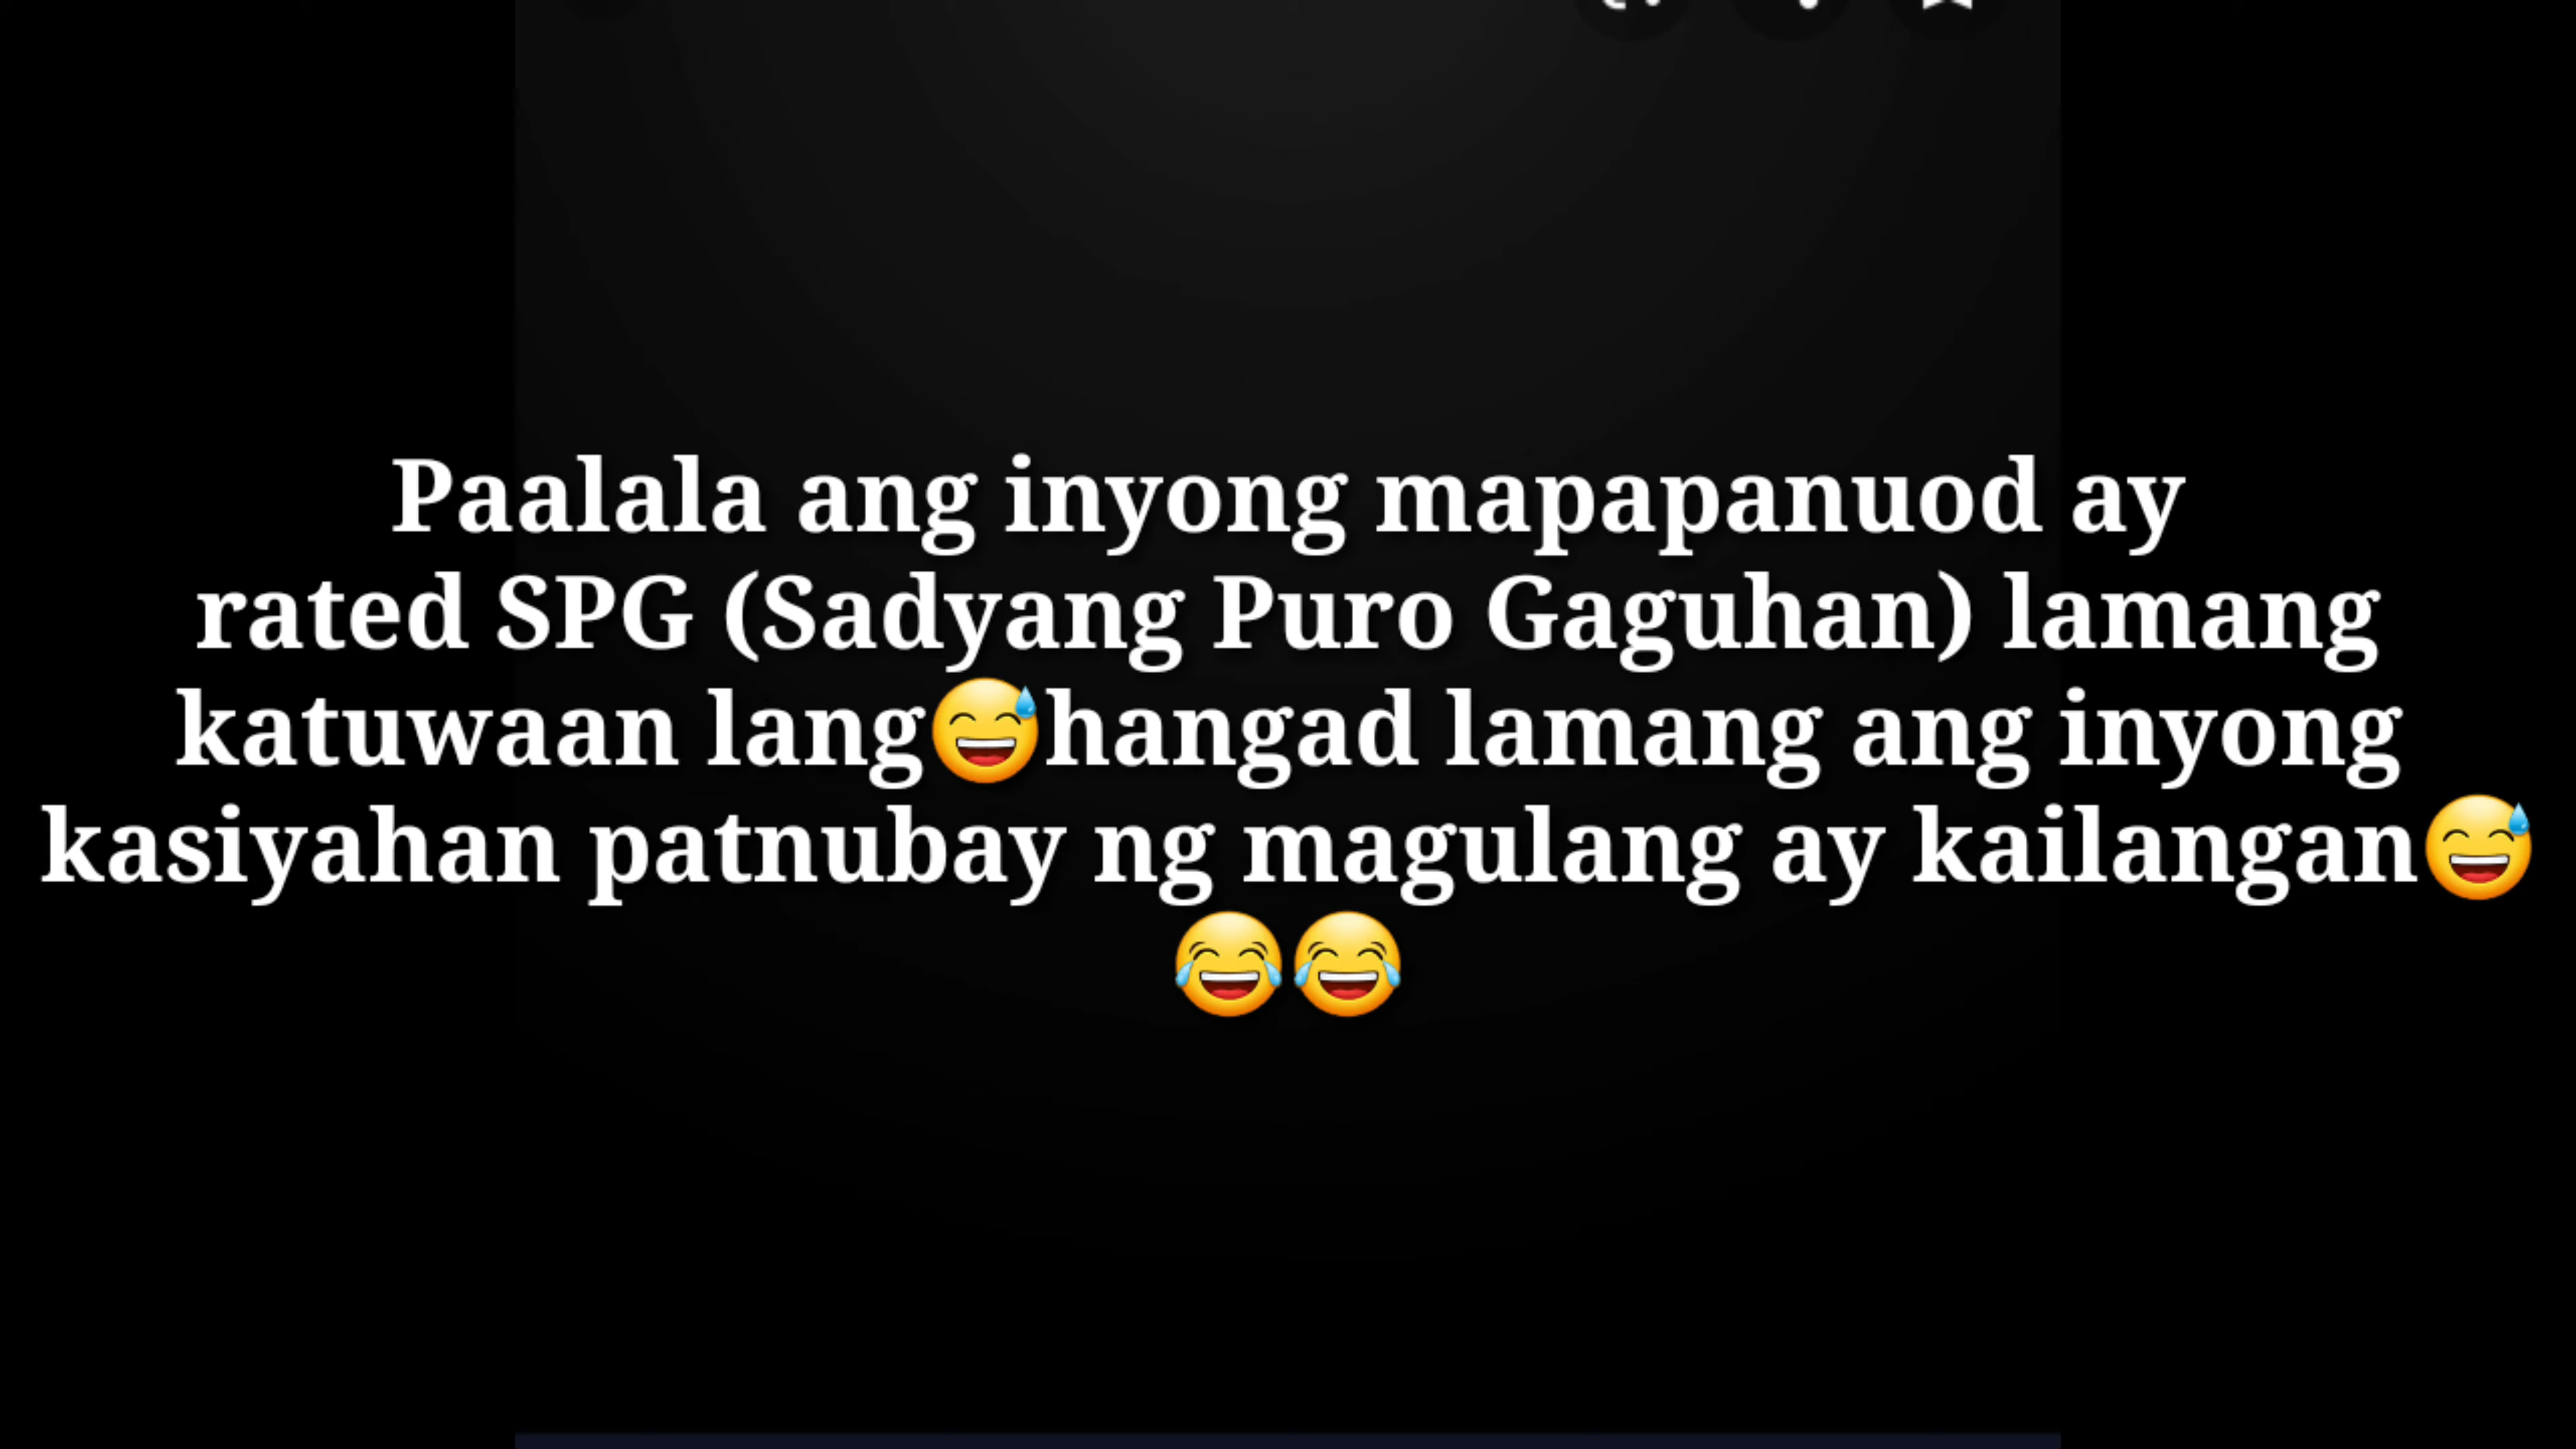 Paalala ang inyong mapapanuod ay
rated SPG (Sadyang Puro Gaguhan) lamang
katuwaan lang😅hangad lamang ang inyong
kasiyahan patnubay ng magulang ay kailangan😅
😂😂